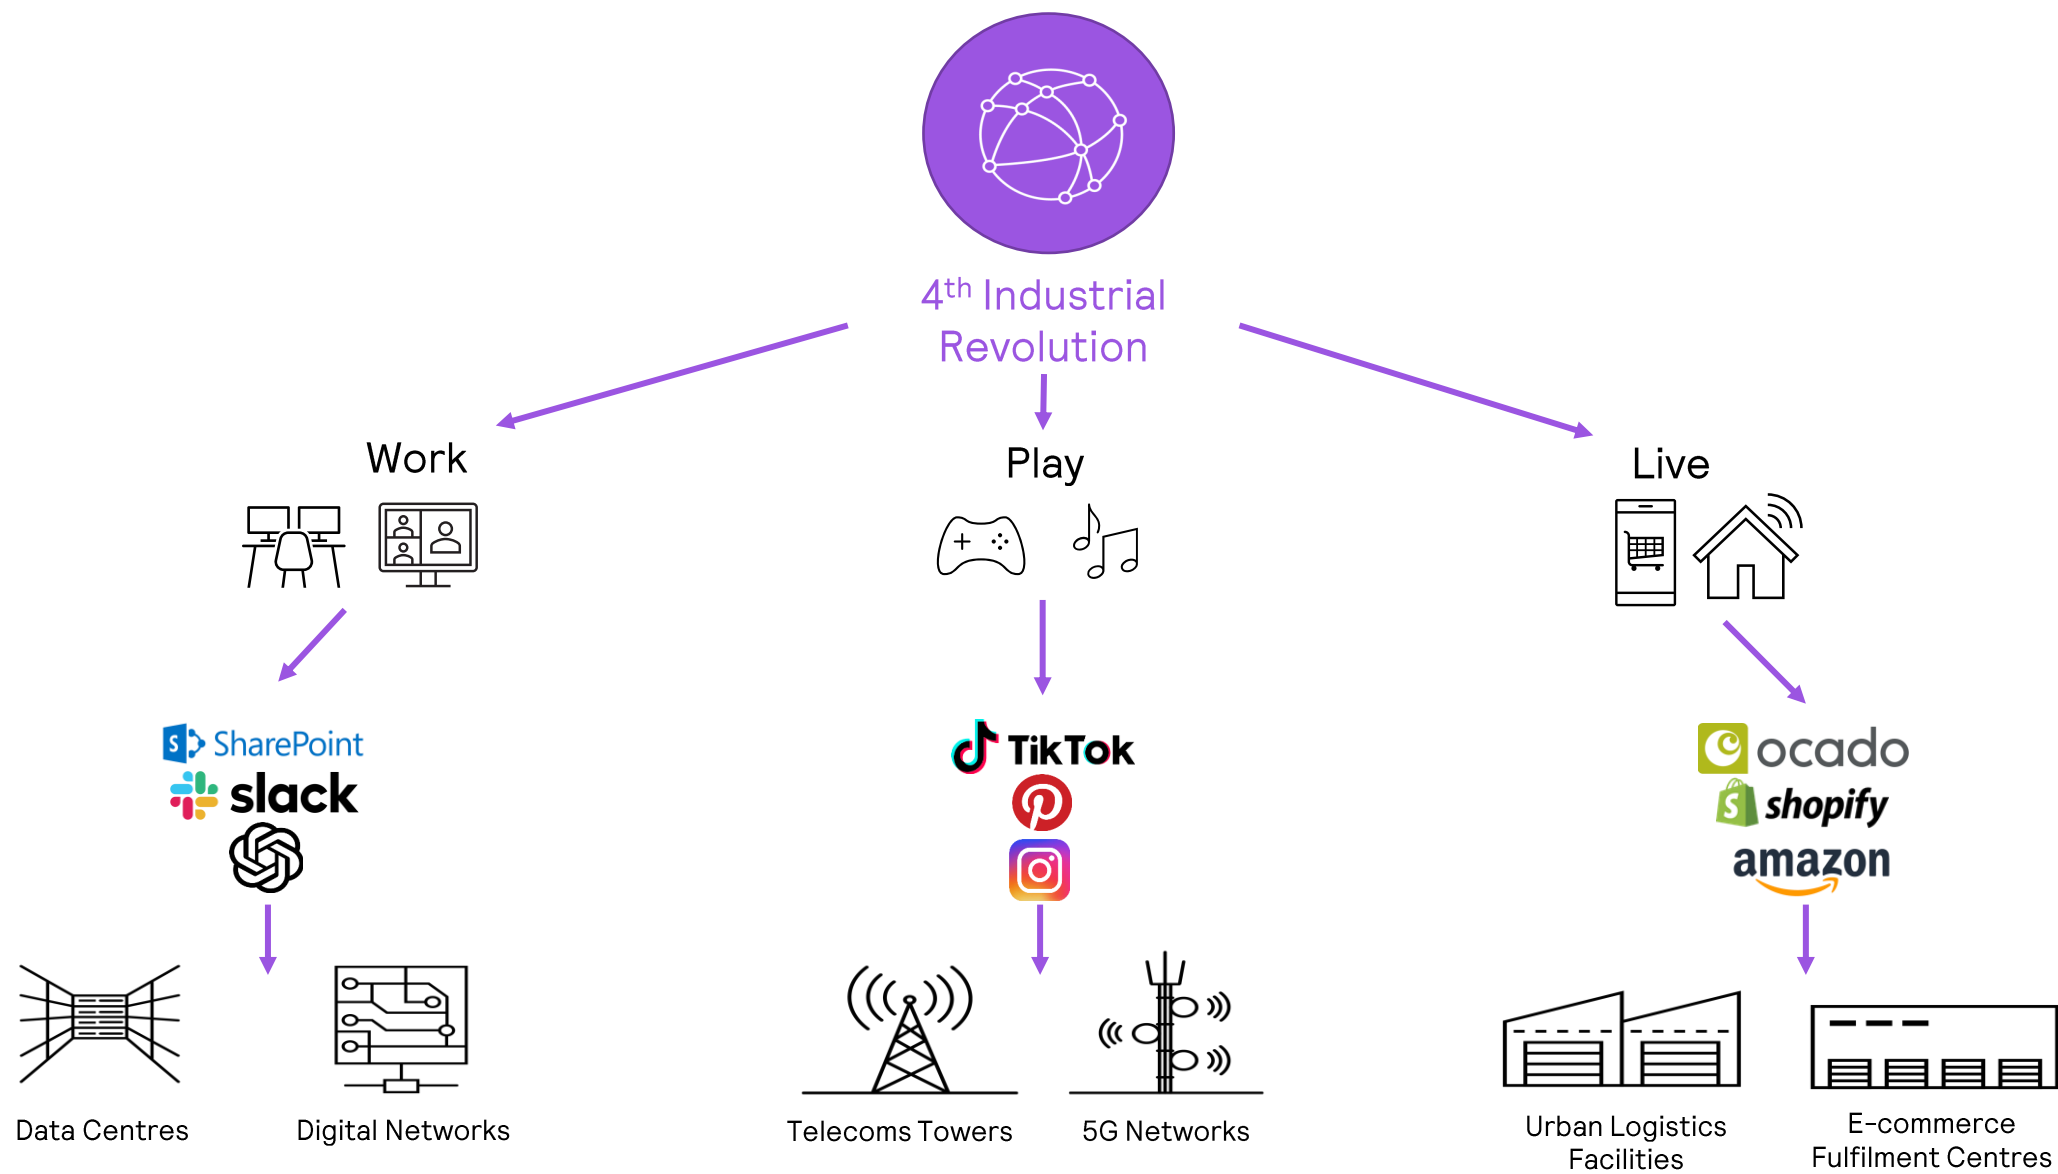 4th Industrial
Revolution
Work
Play
Live
S SharePoint
slack
TikTok
ocado
S shopify
amazon
Data Centres
Digital Networks
Telecoms Towers
5G Networks
Urban Logistics
Facilities
E-commerce
Fulfilment Centres